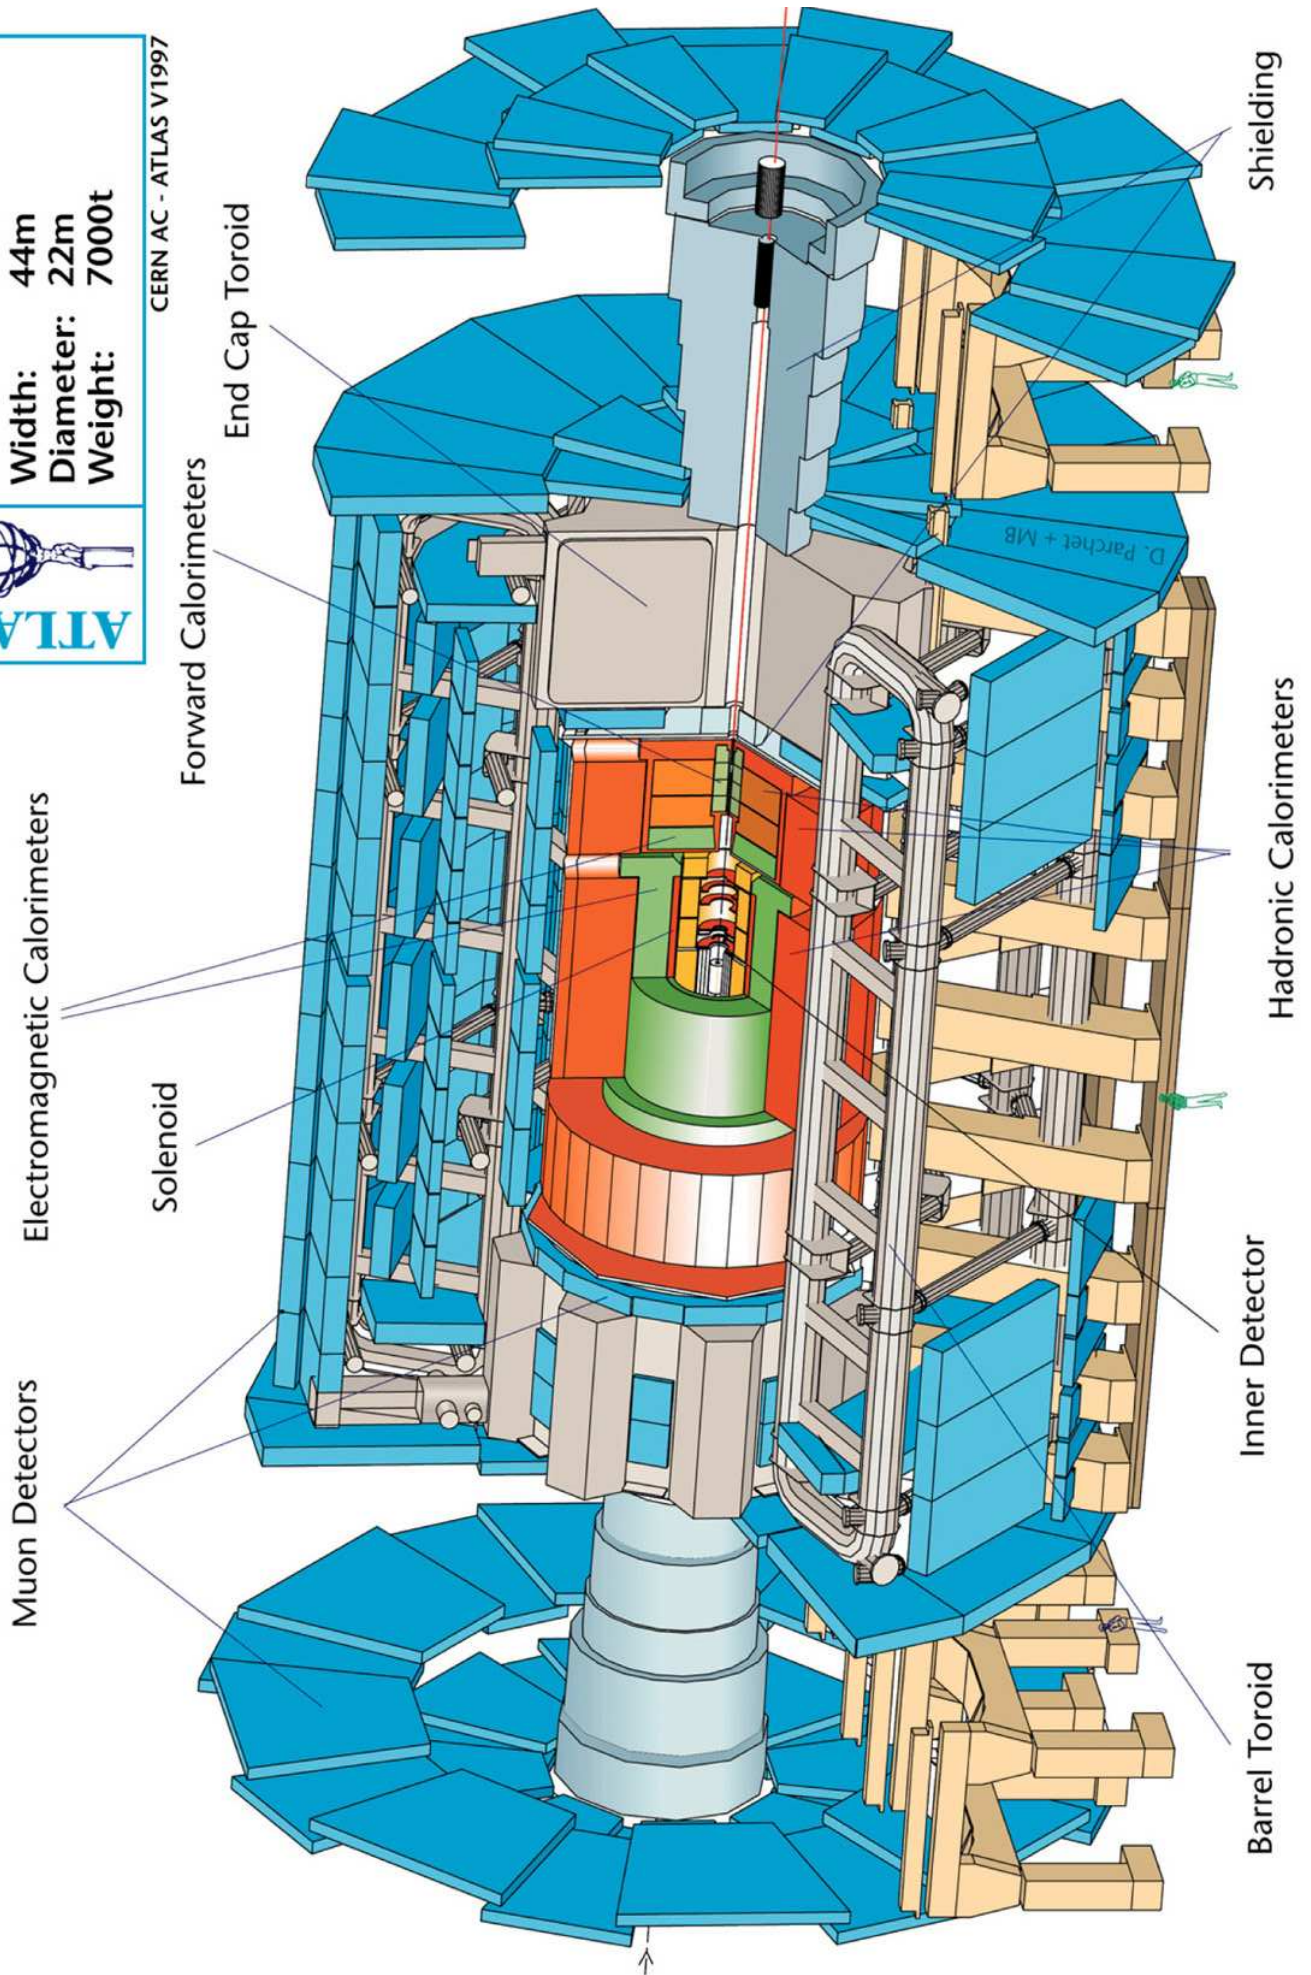 Width: 44m
Diameter: 22m
Weight: 7000t
CERN AC - ATLAS V1997
Muon Detectors
Electromagnetic Calorimeters
Solenoid
Forward Calorimeters
End Cap Toroid
D. Parchet + MB
Barrel Toroid
Inner Detector
Hadronic Calorimeters
Shielding